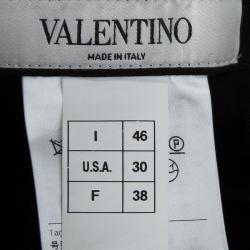 VALENTINO
MADE IN ITALY
I 46
U.S.A. 30
F 38
P